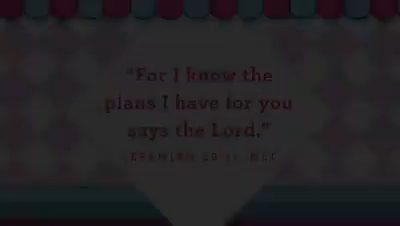 "For I know the
plans I have for you
says the Lord."